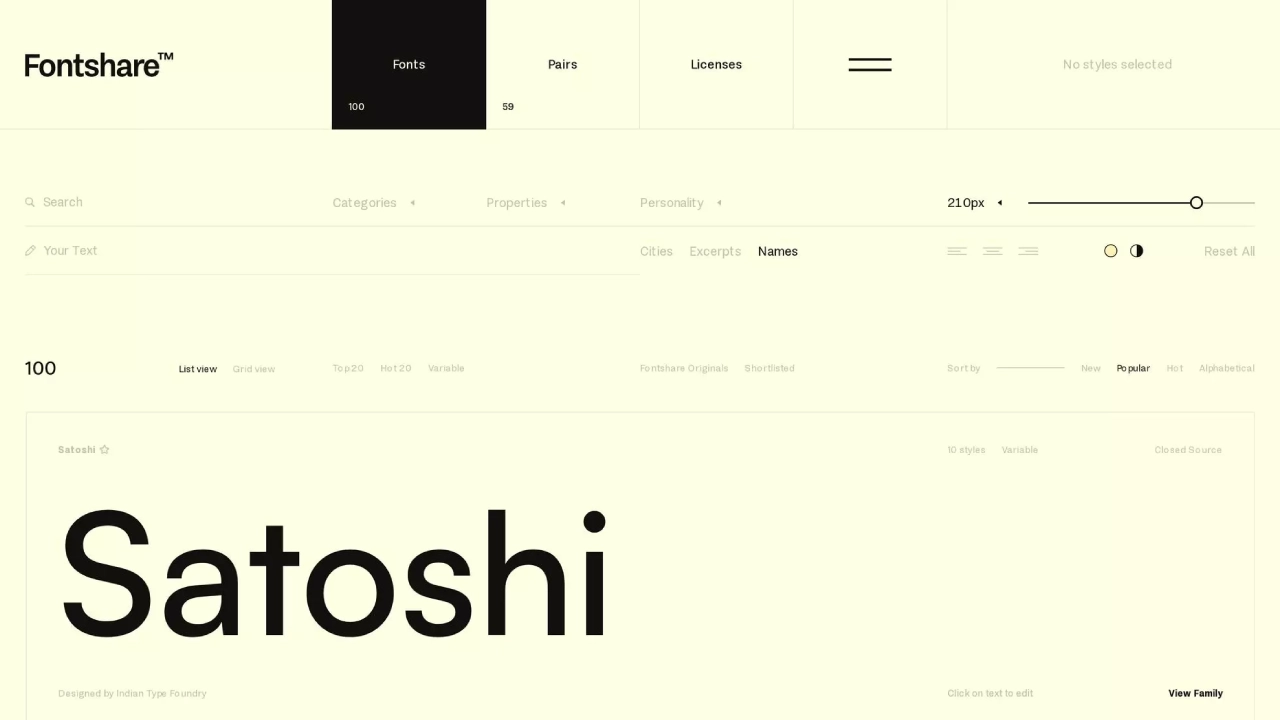 Fontshare™
Fonts
Pairs
Licenses
No styles selected
100
59
Search
Categories
Properties
Personality
210px
Your Text
Cities Excerpts Names
Reset All
100
List view Grid view
Top 20 Hot 20 Variable
Fontshare Originals Shortlisted
Sort by New Popular Hot Alphabetical
Satoshi
10 styles Variable
Closed Source
Satoshi
Designed by Indian Type Foundry
Click on text to edit
View Family